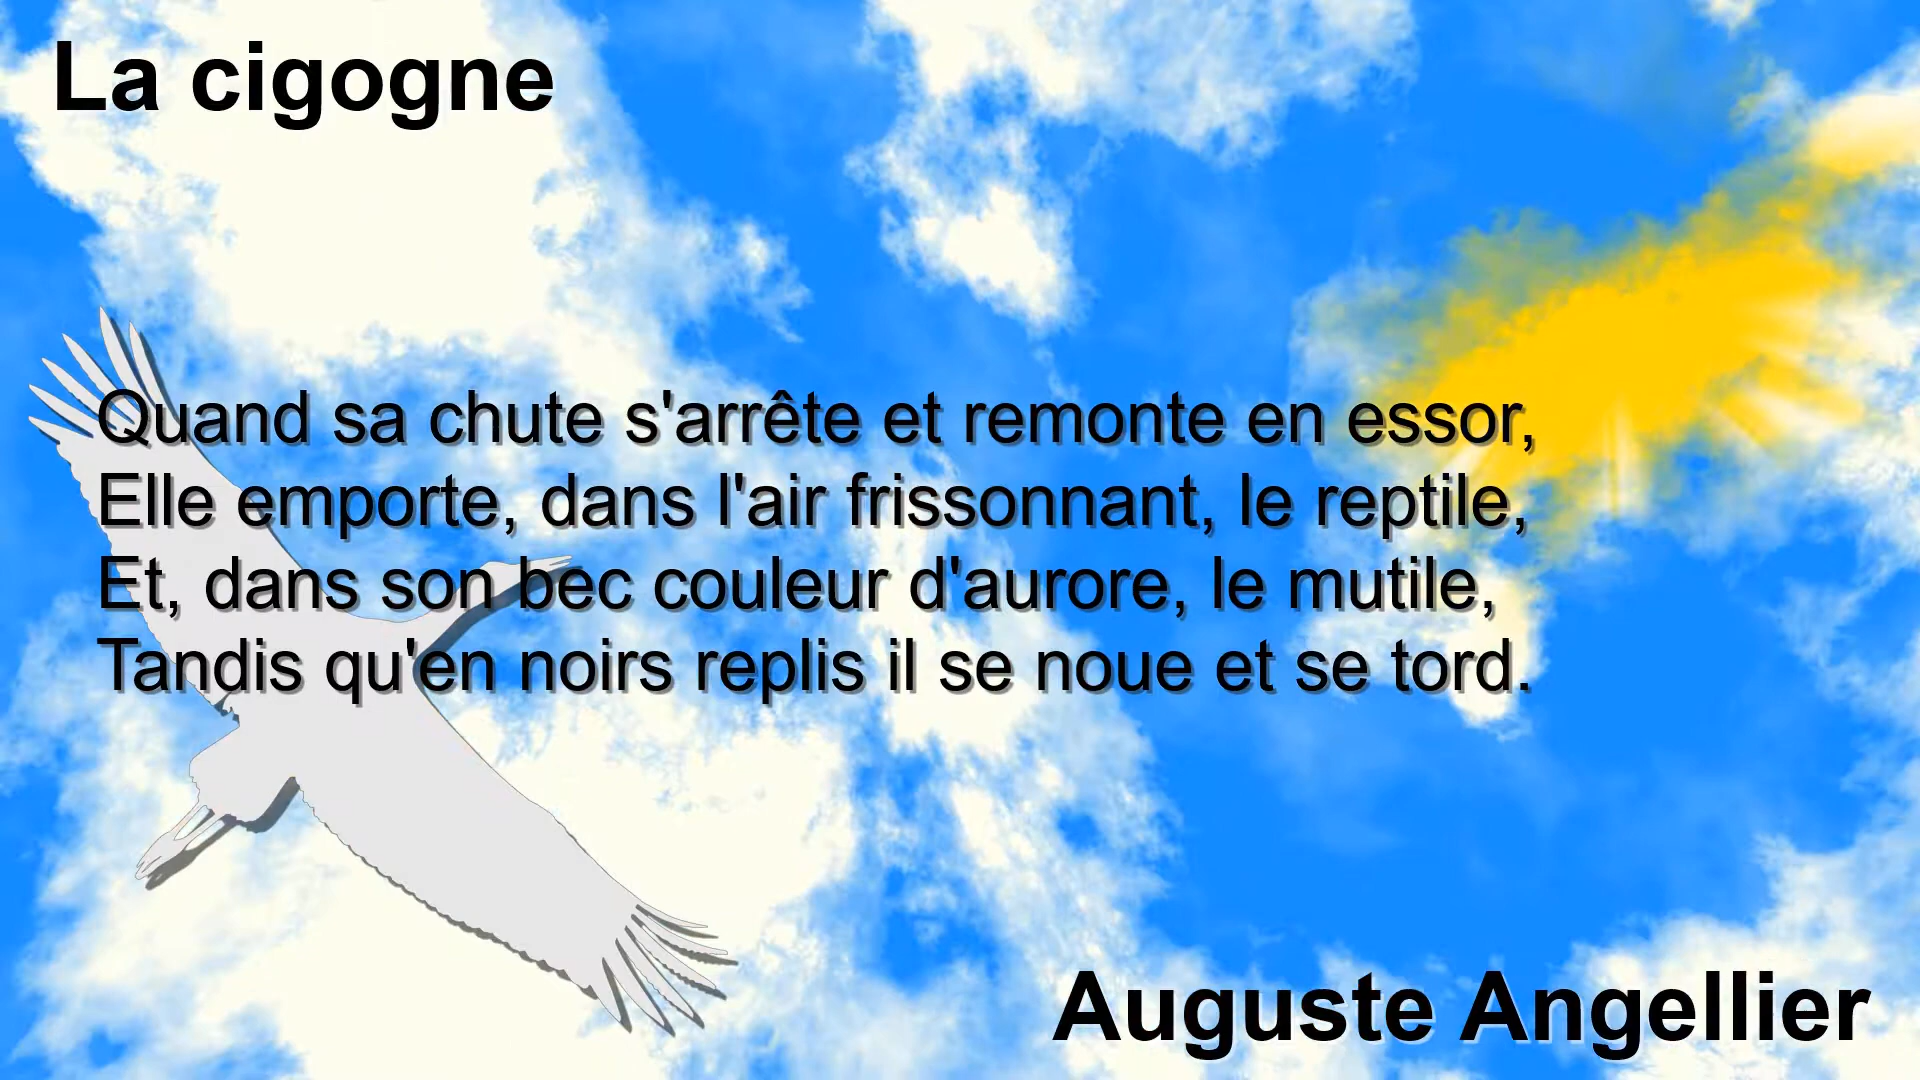 La cigogne
Quand sa chute s'arrête et remonte en essor,
Elle emporte, dans l'air frissonnant, le reptile,
Et, dans son bec couleur d'aurore, le mutile,
Tandis qu'en noirs replis il se noue et se tord.
Auguste Angellier